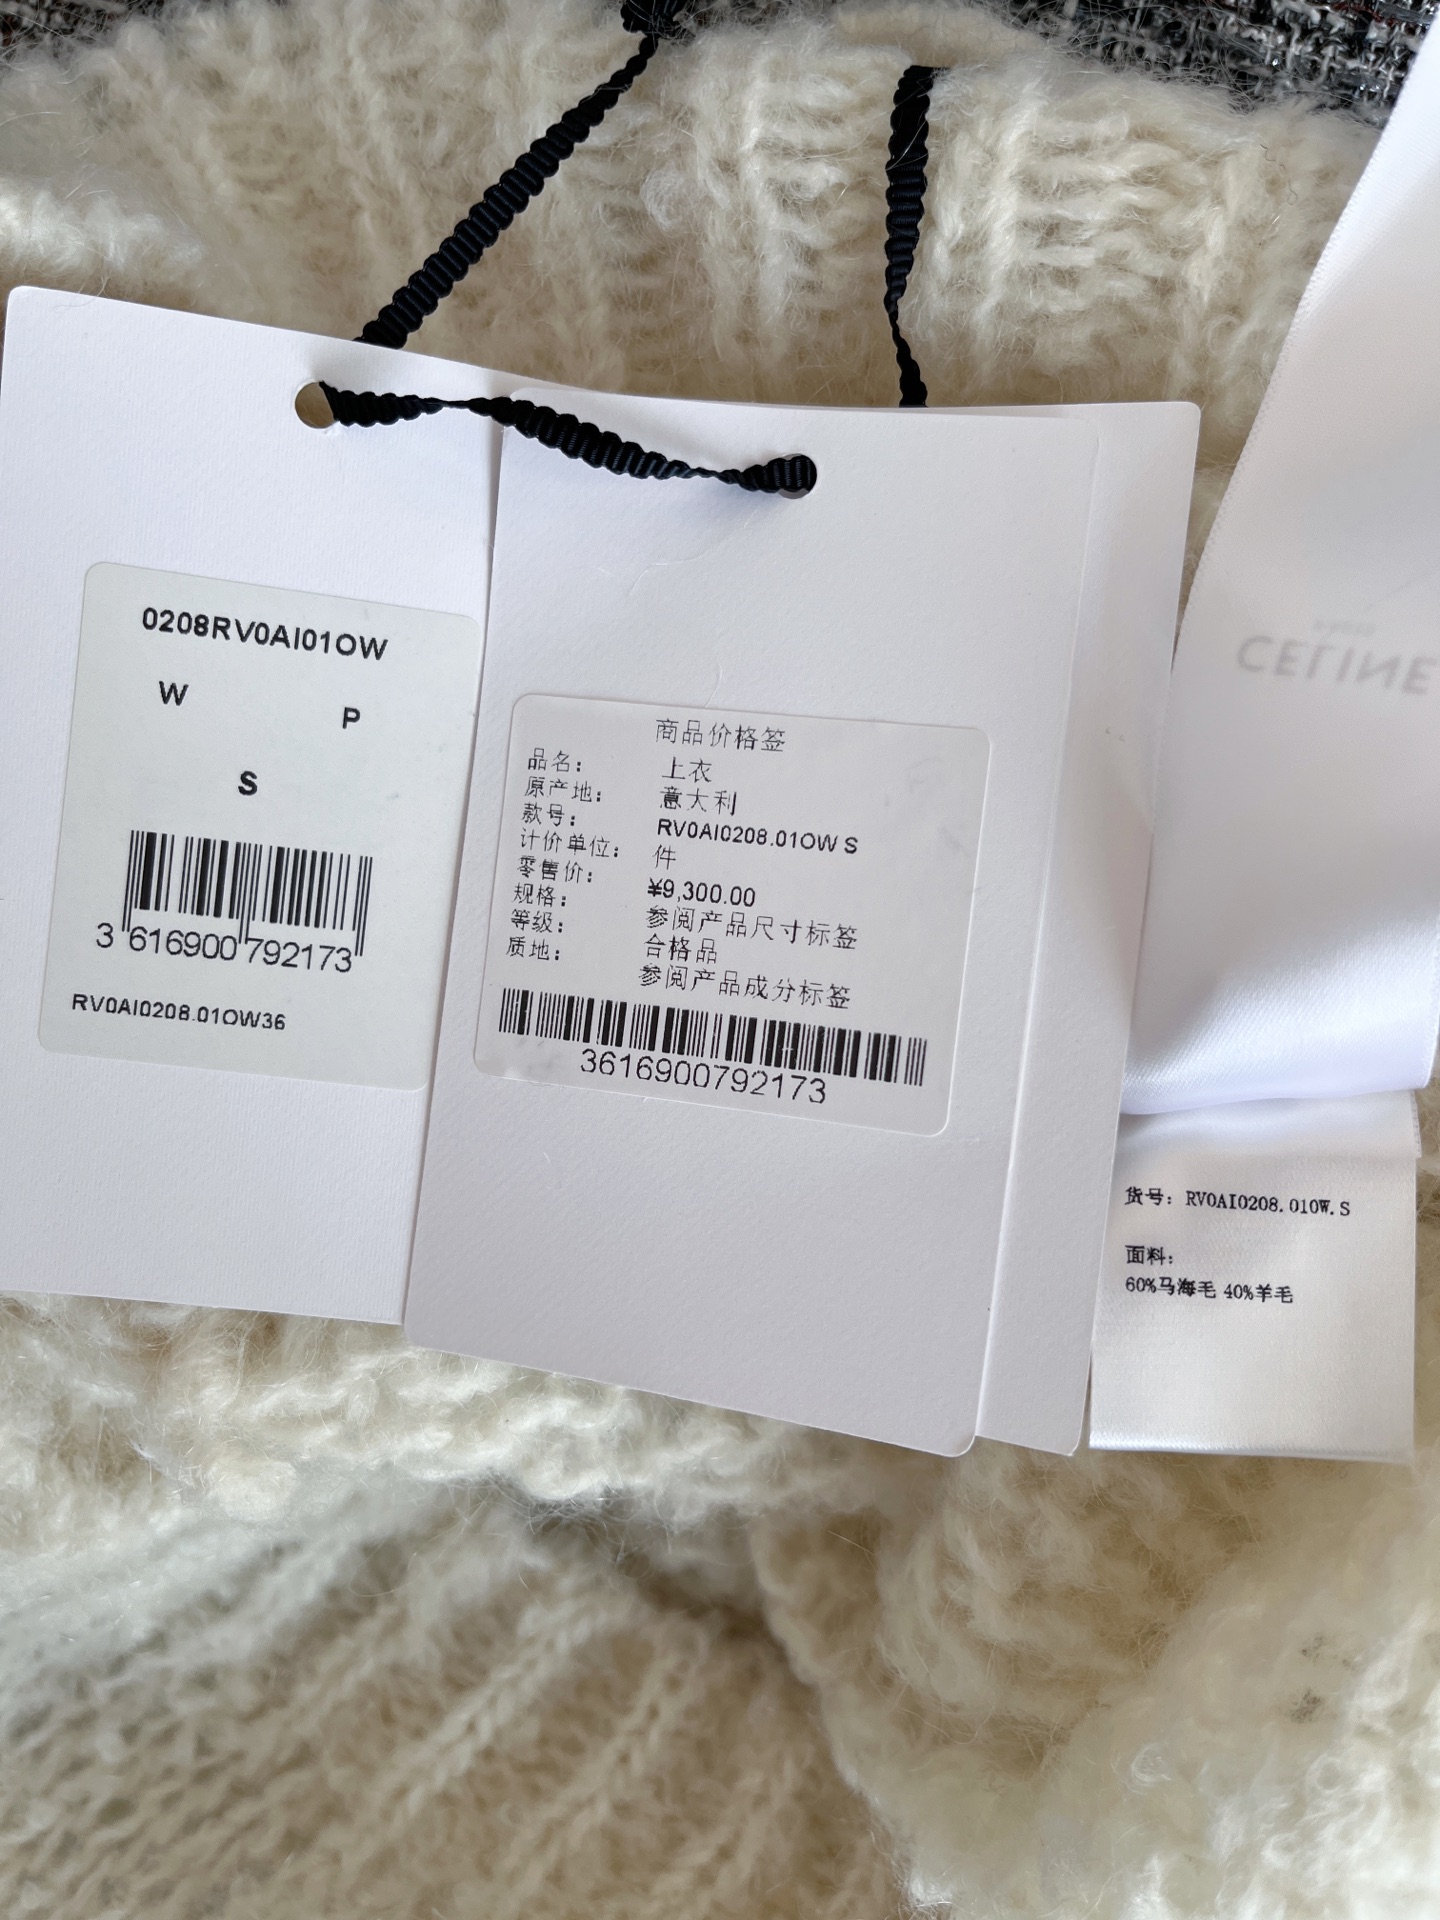 0208RV0AI01OW
W
P
S
3 616900 792173
RV0AI0208.01OW36
商品价格签
品名： 上衣
原产地： 意大利
款号： RV0AI0208.01OW S
计价单位： 件
零售价： ¥9,300.00
规格： 参阅产品尺寸标签
等级： 合格品
质地： 参阅产品成分标签
3616900792173
CELINE
货号：RV0AI0208.01OW.S
面料：
60%马海毛 40%羊毛